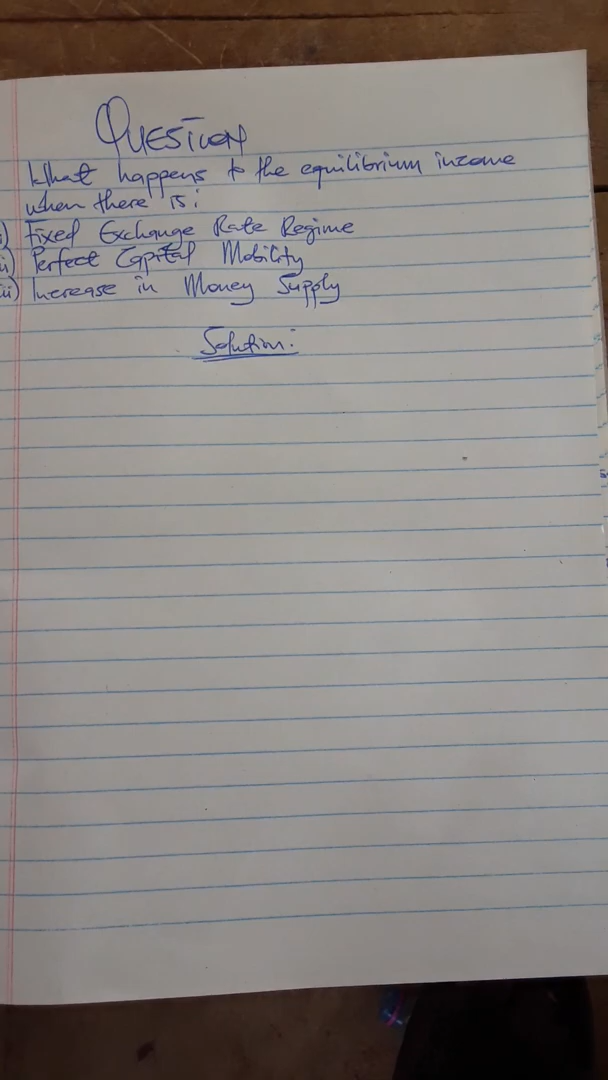 QUESTION
What happens to the equilibrium income
when there is:
i) Fixed Exchange Rate Regime
ii) Perfect Capital Mobility
iii) Increase in Money Supply
Solution: